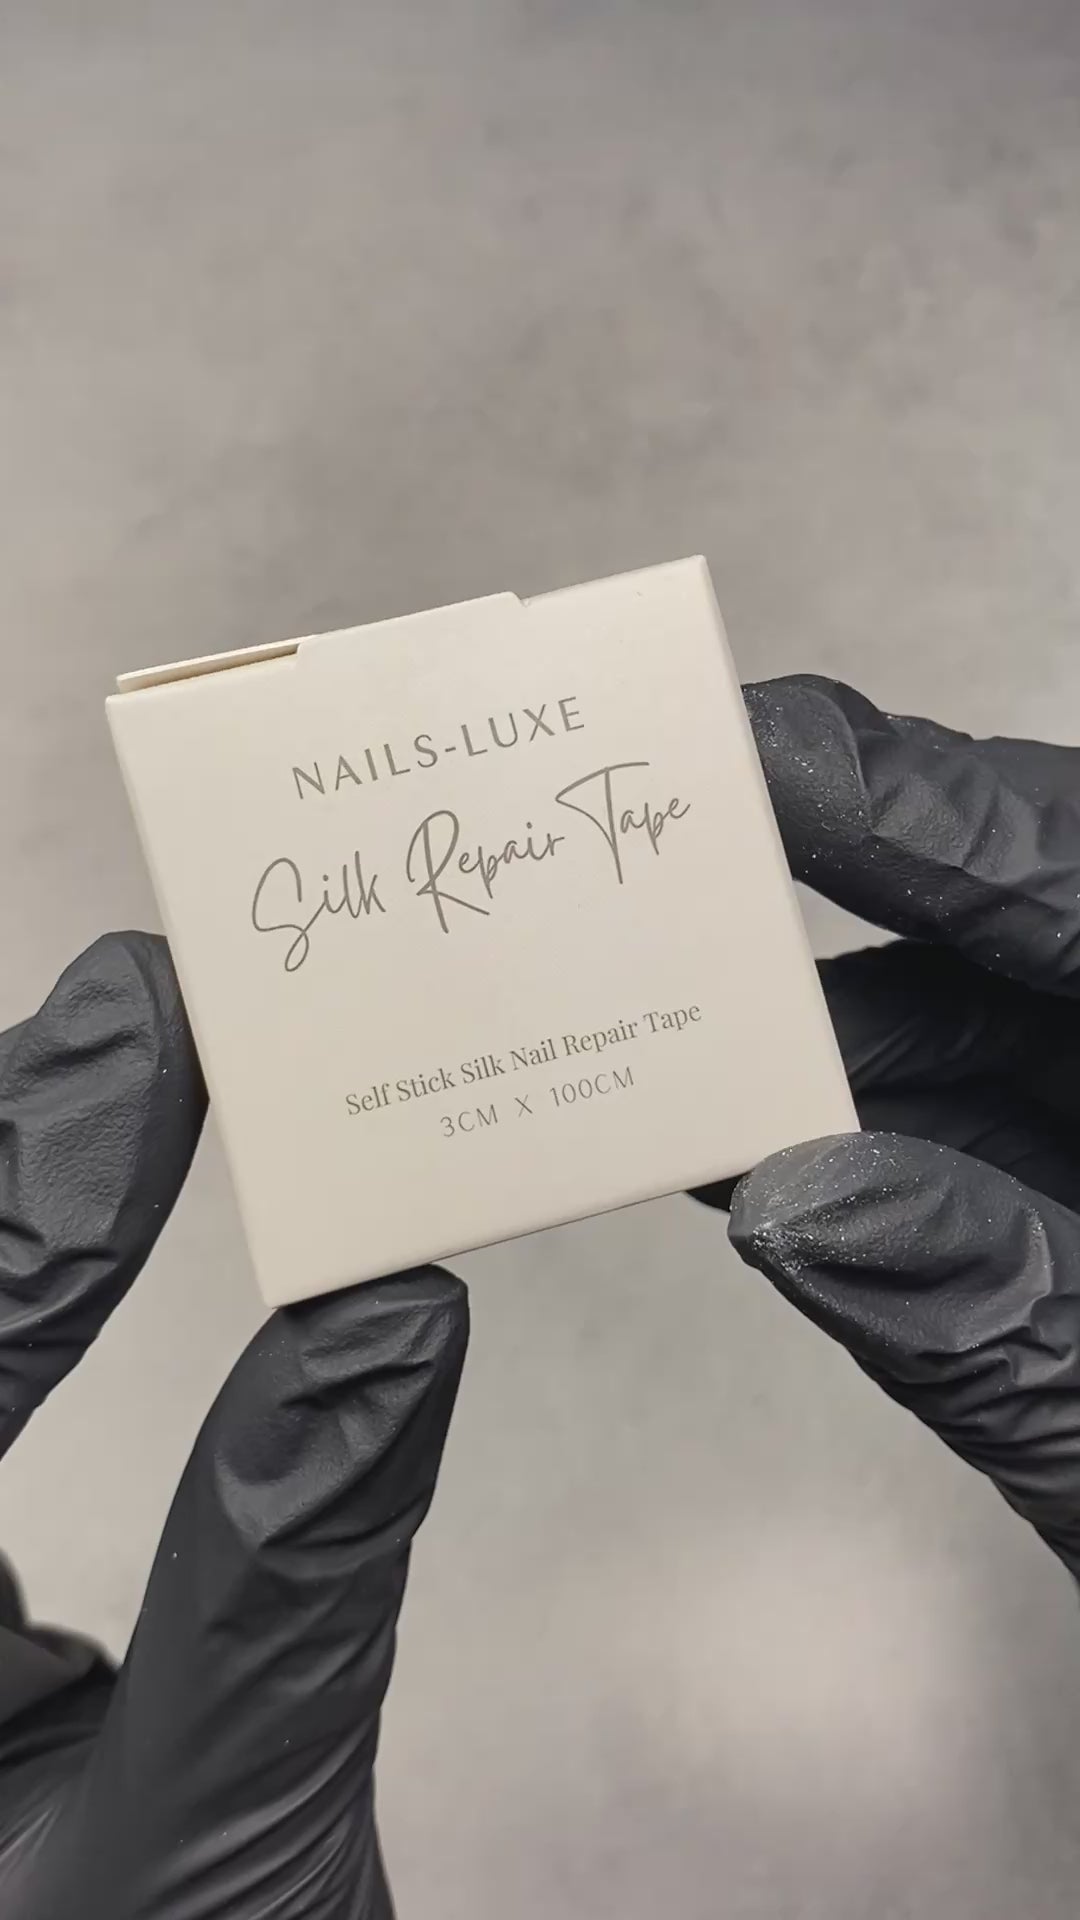 NAILS-LUXE
Silk Repair Tape
Self Stick Silk Nail Repair Tape
3CM X 100CM